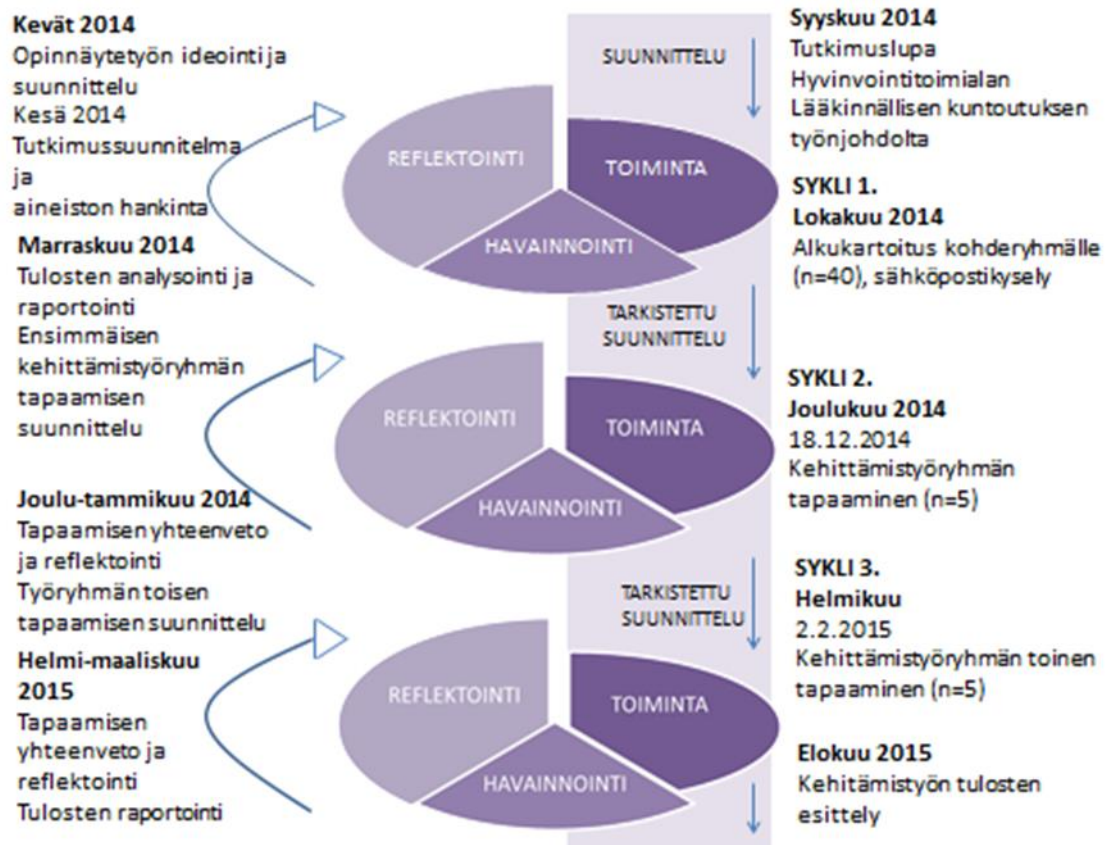 Kevät 2014
Opinnäytetyön ideointi ja
suunnittelu
Kesä 2014
Tutkimussuunnitelma
ja
aineiston hankinta
Marraskuu 2014
Tulosten analysointi ja
raportointi
Ensimmäisen
kehittämistyöryhmän
tapaamisen
suunnittelu
Joulu-tammikuu 2014
Tapaamisen yhteenveto
ja reflektointi
Työryhmän toisen
tapaamisen suunnittelu
Helmi-maaliskuu
2015
Tapaamisen
yhteenveto ja
reflektointi
Tulosten raportointi
SUUNNITTELU
REFLEKTOINTI
TOIMINTA
HAVAINNOINTI
TARKISTETTU
SUUNNITTELU
REFLEKTOINTI
TOIMINTA
HAVAINNOINTI
TARKISTETTU
SUUNNITTELU
REFLEKTOINTI
TOIMINTA
HAVAINNOINTI
Syyskuu 2014
Tutkimuslupa
Hyvinvointitoimialan
Lääkinnällisen kuntoutuksen
työnjohdolta
SYKLI 1.
Lokakuu 2014
Alkukartoitus kohderyhmälle
(n=40), sähköpostikysely
SYKLI 2.
Joulukuu 2014
18.12.2014
Kehittämistyöryhmän
tapaaminen (n=5)
SYKLI 3.
Helmikuu
2.2.2015
Kehittämistyöryhmän toinen
tapaaminen (n=5)
Elokuu 2015
Kehitämistyön tulosten
esittely